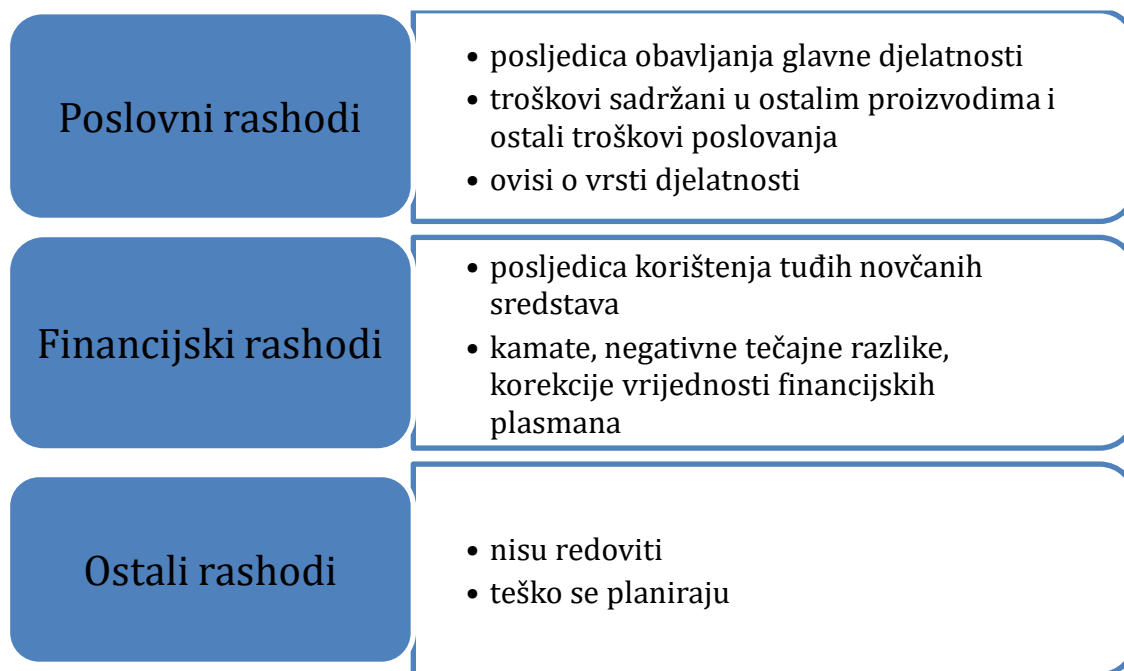 Poslovni rashodi
• posljedica obavljanja glavne djelatnosti
• troškovi sadržani u ostalim proizvodima i
ostali troškovi poslovanja
• ovisi o vrsti djelatnosti
Financijski rashodi
• posljedica korištenja tuđih novčanih
sredstava
• kamate, negativne tečajne razlike,
korekcije vrijednosti financijskih
plasmana
Ostali rashodi
• nisu redoviti
• teško se planiraju